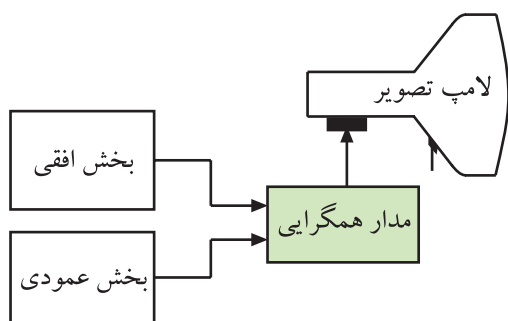 لامپ تصویر
بخش افقی
مدار همگرایی
بخش عمودی